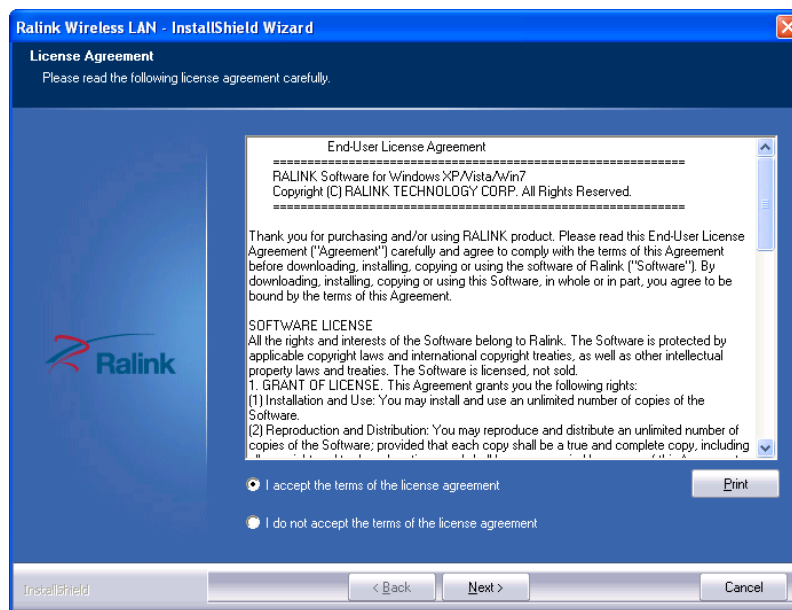 Ralink Wireless LAN - InstallShield Wizard
License Agreement
Please read the following license agreement carefully.
End-User License Agreement
===========================================================
RALINK Software for Windows XP/Vista/Win7
Copyright (C) RALINK TECHNOLOGY CORP. All Rights Reserved.
===========================================================
Thank you for purchasing and/or using RALINK product. Please read this End-User License
Agreement ("Agreement") carefully and agree to comply with the terms of this Agreement
before downloading, installing, copying or using the software of Ralink ("Software"). By
downloading, installing, copying or using this Software, in whole or in part, you agree to be
bound by the terms of this Agreement.
SOFTWARE LICENSE
All the rights and interests of the Software belong to Ralink. The Software is protected by
applicable copyright laws and international copyright treaties, as well as other intellectual
property laws and treaties. The Software is licensed, not sold.
1. GRANT OF LICENSE. This Agreement grants you the following rights:
(1) Installation and Use: You may install and use an unlimited number of copies of the
Software.
(2) Reproduction and Distribution: You may reproduce and distribute an unlimited number of
copies of the Software; provided that each copy shall be a true and complete copy, including
Ralink
I accept the terms of the license agreement
Print
I do not accept the terms of the license agreement
InstallShield
< Back
Next >
Cancel